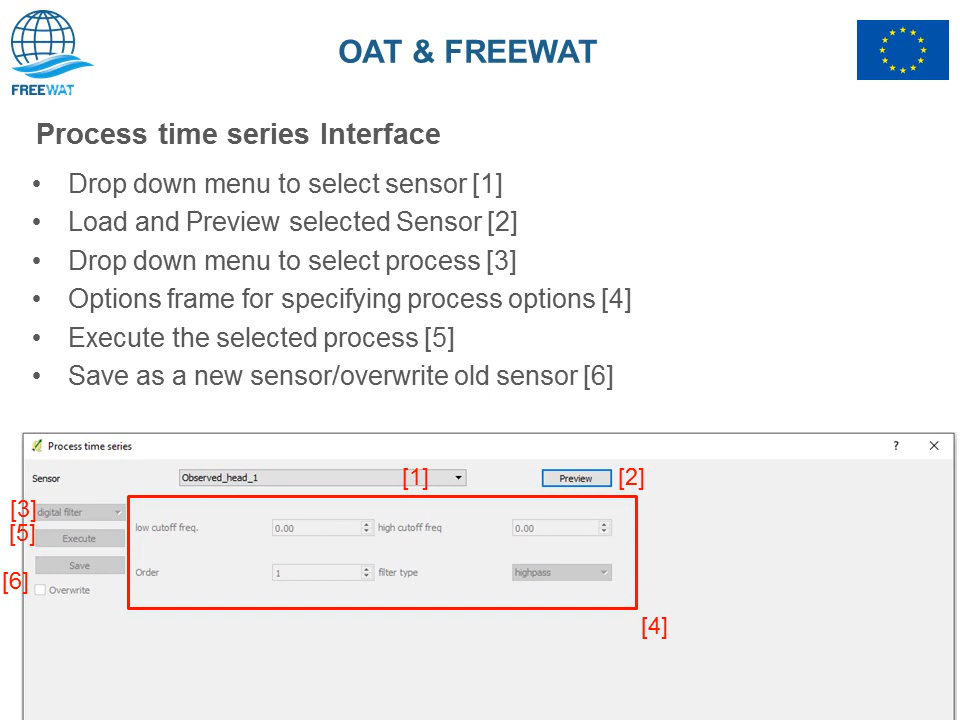 OAT & FREEWAT
FREEWAT
Process time series Interface
• Drop down menu to select sensor [1]
• Load and Preview selected Sensor [2]
• Drop down menu to select process [3]
• Options frame for specifying process options [4]
• Execute the selected process [5]
• Save as a new sensor/overwrite old sensor [6]
Process time series ? ×
Sensor Observed_head_1 [1] Preview [2]
[3] digital filter
low cutoff freq. 0.00 high cutoff freq 0.00
[5] Execute
Save
Order 1 filter type highpass
[6] Overwrite
[4]